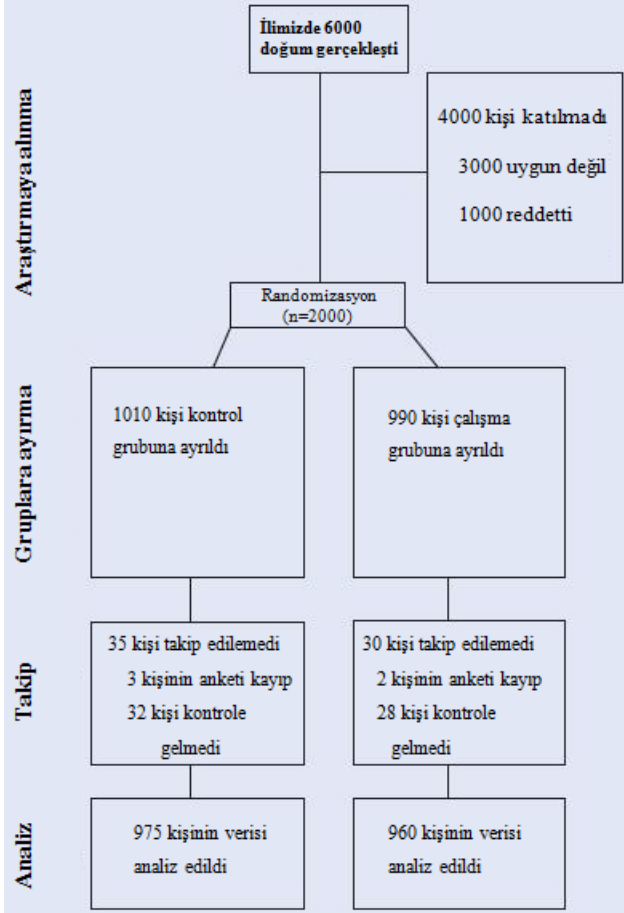 Araştırmaya alınma
İlimizde 6000
doğum gerçekleşti
4000 kişi katılmadı
3000 uygun değil
1000 reddetti
Randomizasyon
(n=2000)
Gruplara ayırma
1010 kişi kontrol
grubuna ayrıldı
990 kişi çalışma
grubuna ayrıldı
Takip
35 kişi takip edilemedi
3 kişinin anketi kayıp
32 kişi kontrole
gelmedi
30 kişi takip edilemedi
2 kişinin anketi kayıp
28 kişi kontrole
gelmedi
Analiz
975 kişinin verisi
analiz edildi
960 kişinin verisi
analiz edildi